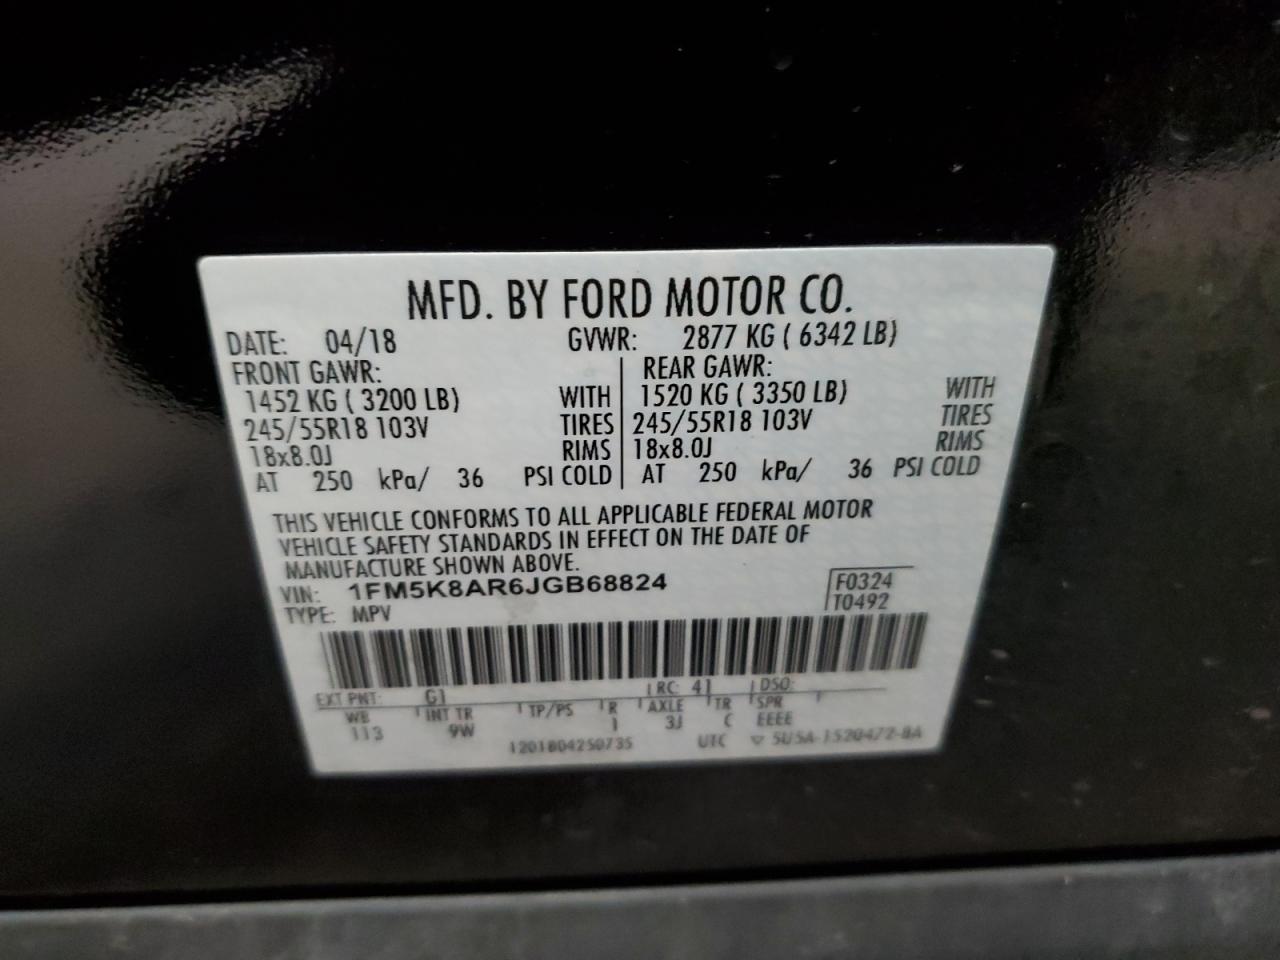 MFD. BY FORD MOTOR CO.
DATE: 04/18 GVWR: 2877 KG ( 6342 LB)
FRONT GAWR: REAR GAWR:
1452 KG ( 3200 LB) WITH 1520 KG ( 3350 LB) WITH
245/55R18 103V TIRES 245/55R18 103V TIRES
18x8.0J RIMS 18x8.0J RIMS
AT 250 kPa/ 36 PSI COLD AT 250 kPa/ 36 PSI COLD
THIS VEHICLE CONFORMS TO ALL APPLICABLE FEDERAL MOTOR
VEHICLE SAFETY STANDARDS IN EFFECT ON THE DATE OF
MANUFACTURE SHOWN ABOVE.
VIN: 1FM5K8AR6JGB68824 F0324
TYPE: MPV T0492
EXT PNT: G1 RC: 41 DSO:
WB INT TR TP/PS R AXLE TR SPR
113 9W 1 3J C EEEE
1201804250735 UTC ▽ 5U5A-1520472-BA